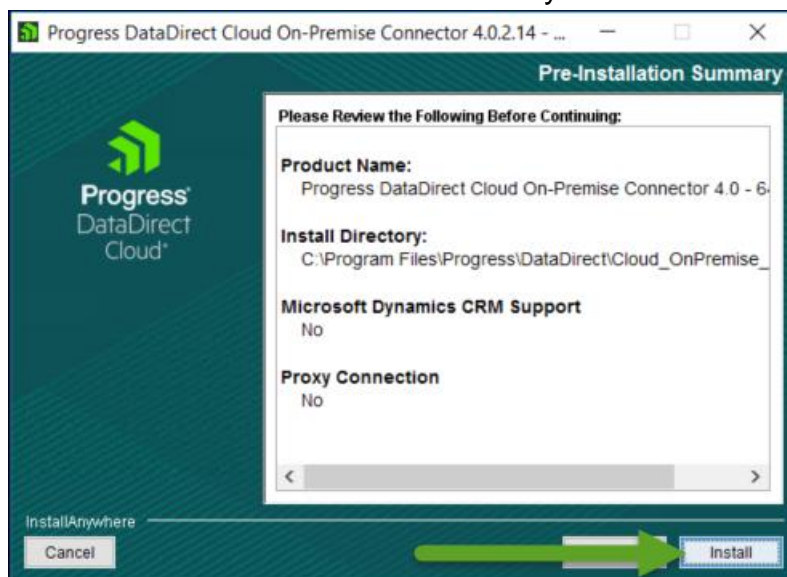 Progress DataDirect Cloud On-Premise Connector 4.0.2.14 - ...
Pre-Installation Summary
Please Review the Following Before Continuing:
Product Name:
Progress DataDirect Cloud On-Premise Connector 4.0 - 6
Install Directory:
C:\Program Files\Progress\DataDirect\Cloud_OnPremise_
Microsoft Dynamics CRM Support
No
Proxy Connection
No
Progress
DataDirect
Cloud
InstallAnywhere
Cancel
Install